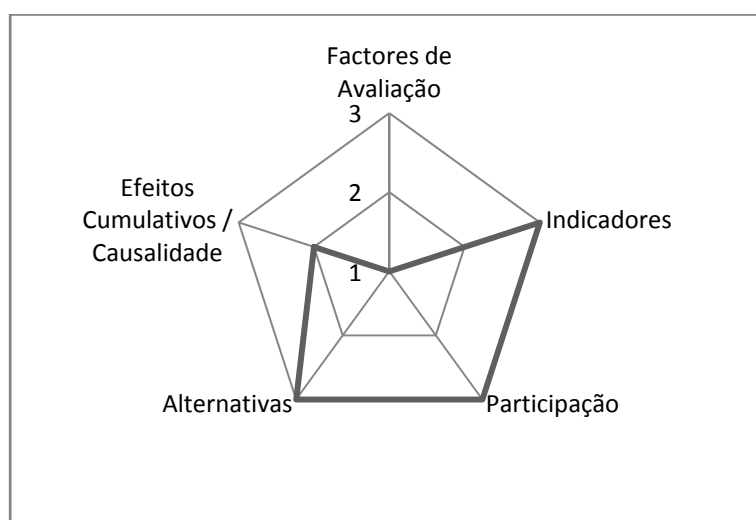 Factores de
Avaliação
3
Efeitos
Cumulativos /
Causalidade
2
Indicadores
1
Alternativas
Participação